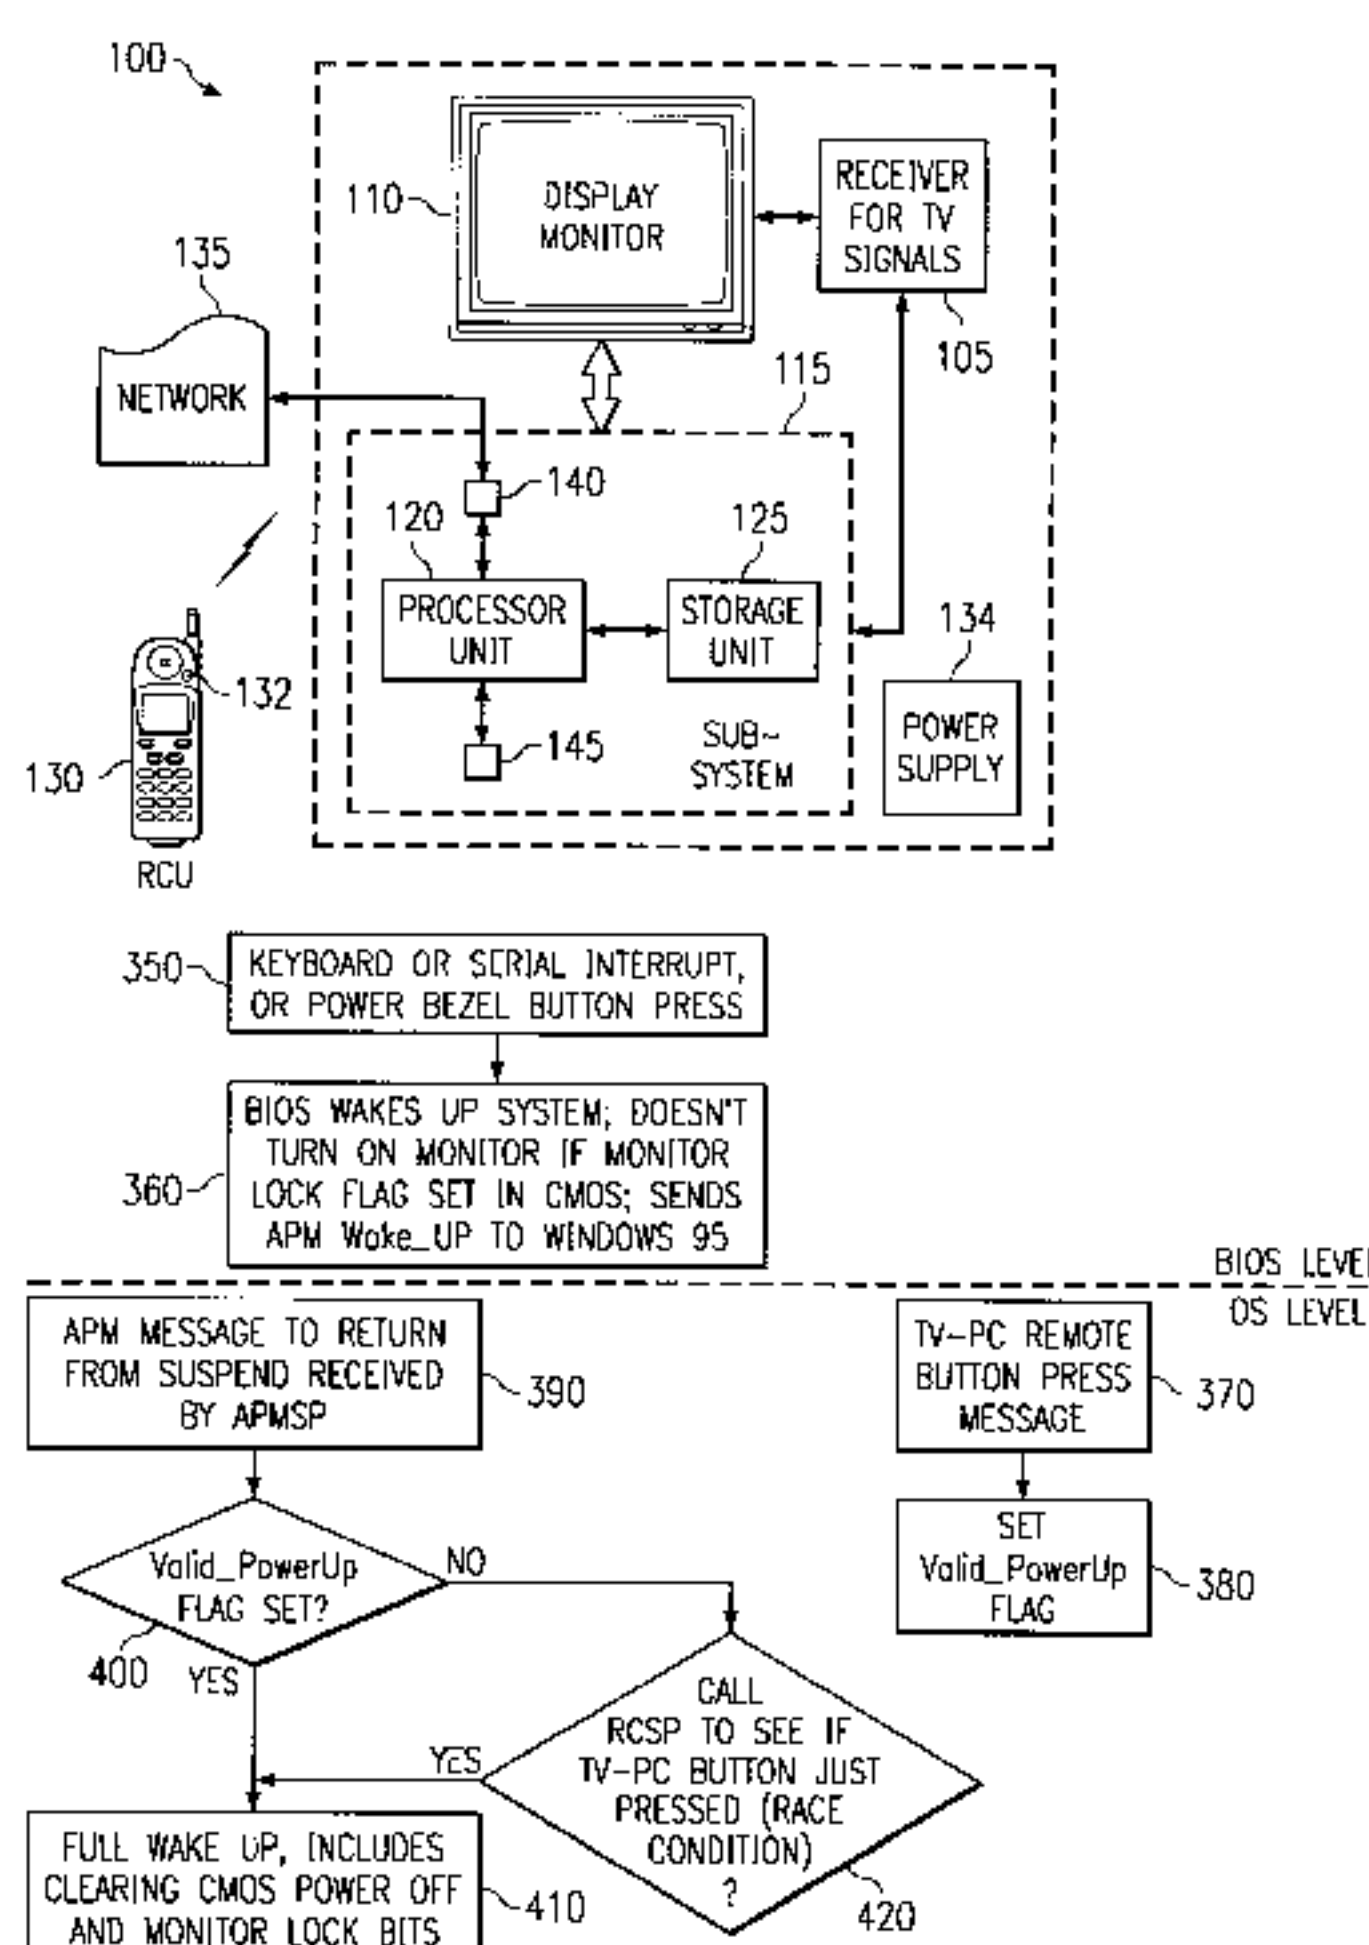 100
110
DISPLAY
MONITOR
RECEIVER
FOR TV
SIGNALS
105
135
NETWORK
115
140
120
125
PROCESSOR
UNIT
STORAGE
UNIT
134
POWER
SUPPLY
132
130
RCU
145
SUB-
SYSTEM
350
KEYBOARD OR SERIAL INTERRUPT,
OR POWER BEZEL BUTTON PRESS
360
BIOS WAKES UP SYSTEM; DOESN'T
TURN ON MONITOR IF MONITOR
LOCK FLAG SET IN CMOS; SENDS
APM Wake_UP TO WINDOWS 95
BIOS LEVEL
OS LEVEL
APM MESSAGE TO RETURN
FROM SUSPEND RECEIVED
BY APMSP
390
TV-PC REMOTE
BUTTON PRESS
MESSAGE
370
Valid_PowerUp
FLAG SET?
400
NO
YES
SET
Valid_PowerUp
FLAG
380
CALL
RCSP TO SEE IF
TV-PC BUTTON JUST
PRESSED (RACE
CONDITION)
?
420
YES
FULL WAKE UP, INCLUDES
CLEARING CMOS POWER OFF
AND MONITOR LOCK BITS
410